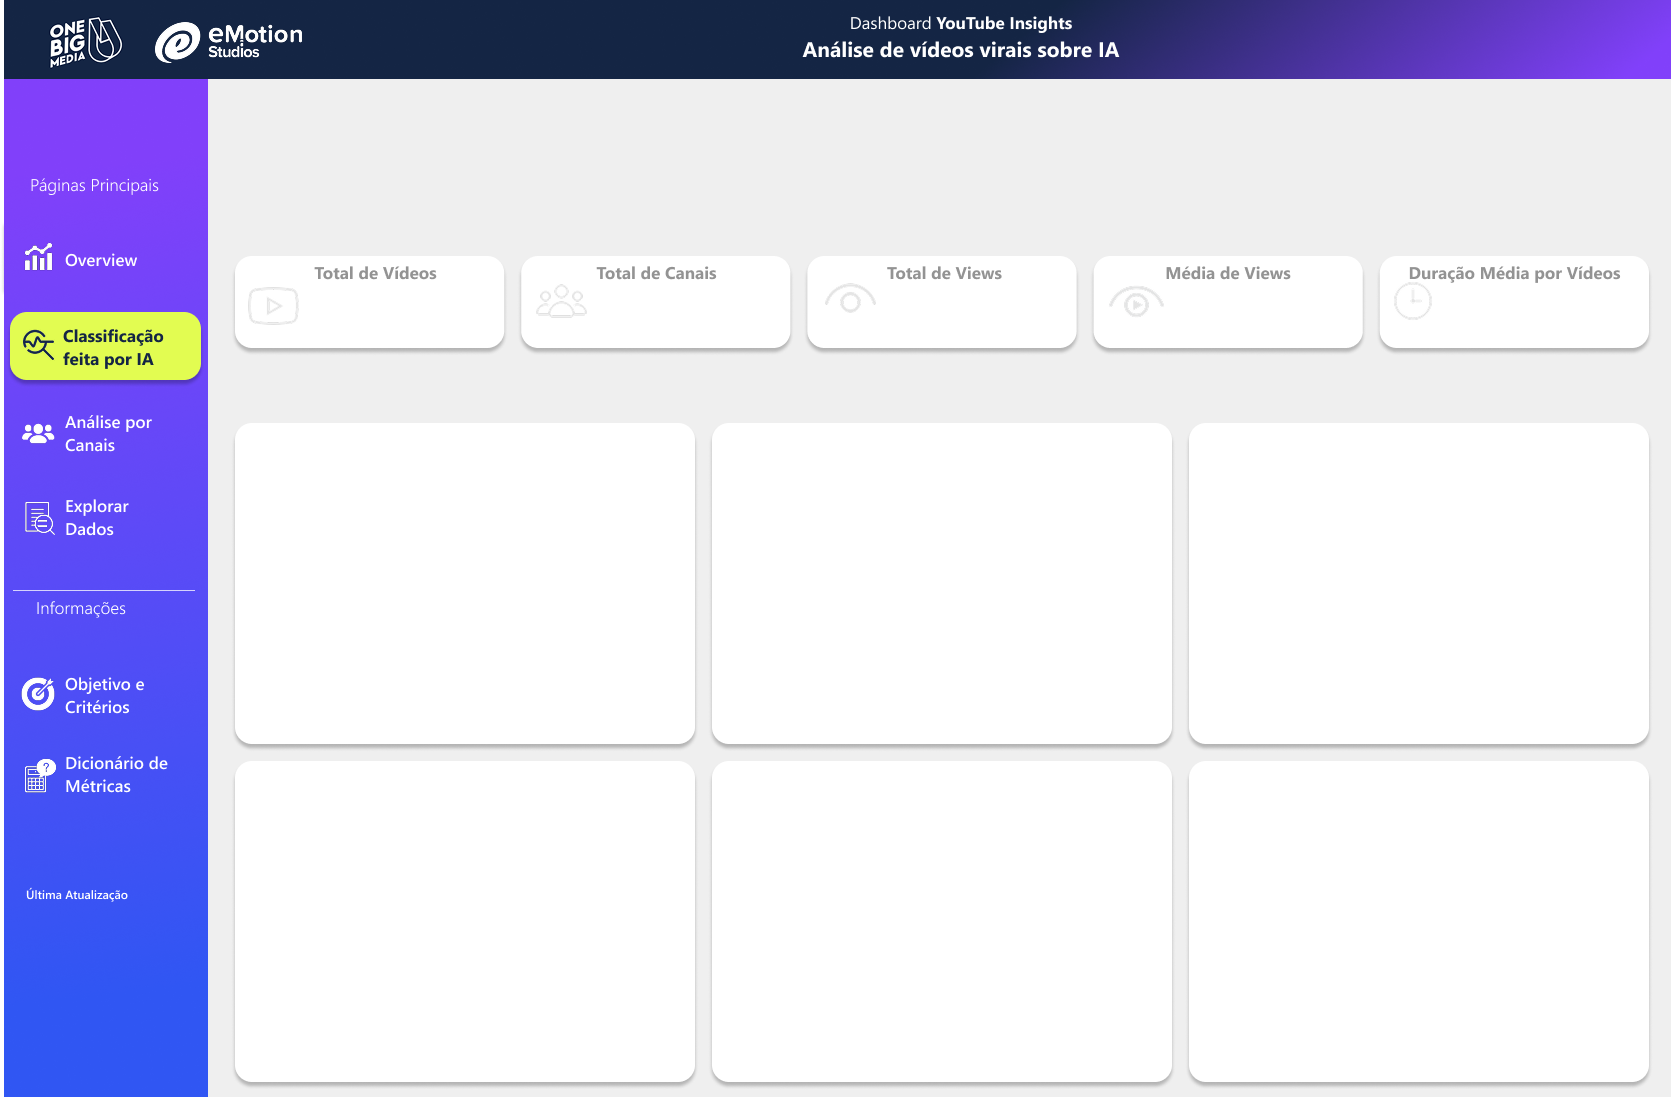 ONE
BIG
MEDIA
eMotion
Studios
Dashboard YouTube Insights
Análise de vídeos virais sobre IA
Páginas Principais
Overview
Classificação
feita por IA
Análise por
Canais
Explorar
Dados
Informações
Objetivo e
Critérios
?
Dicionário de
Métricas
Última Atualização
Total de Vídeos
Total de Canais
Total de Views
Média de Views
Duração Média por Vídeos